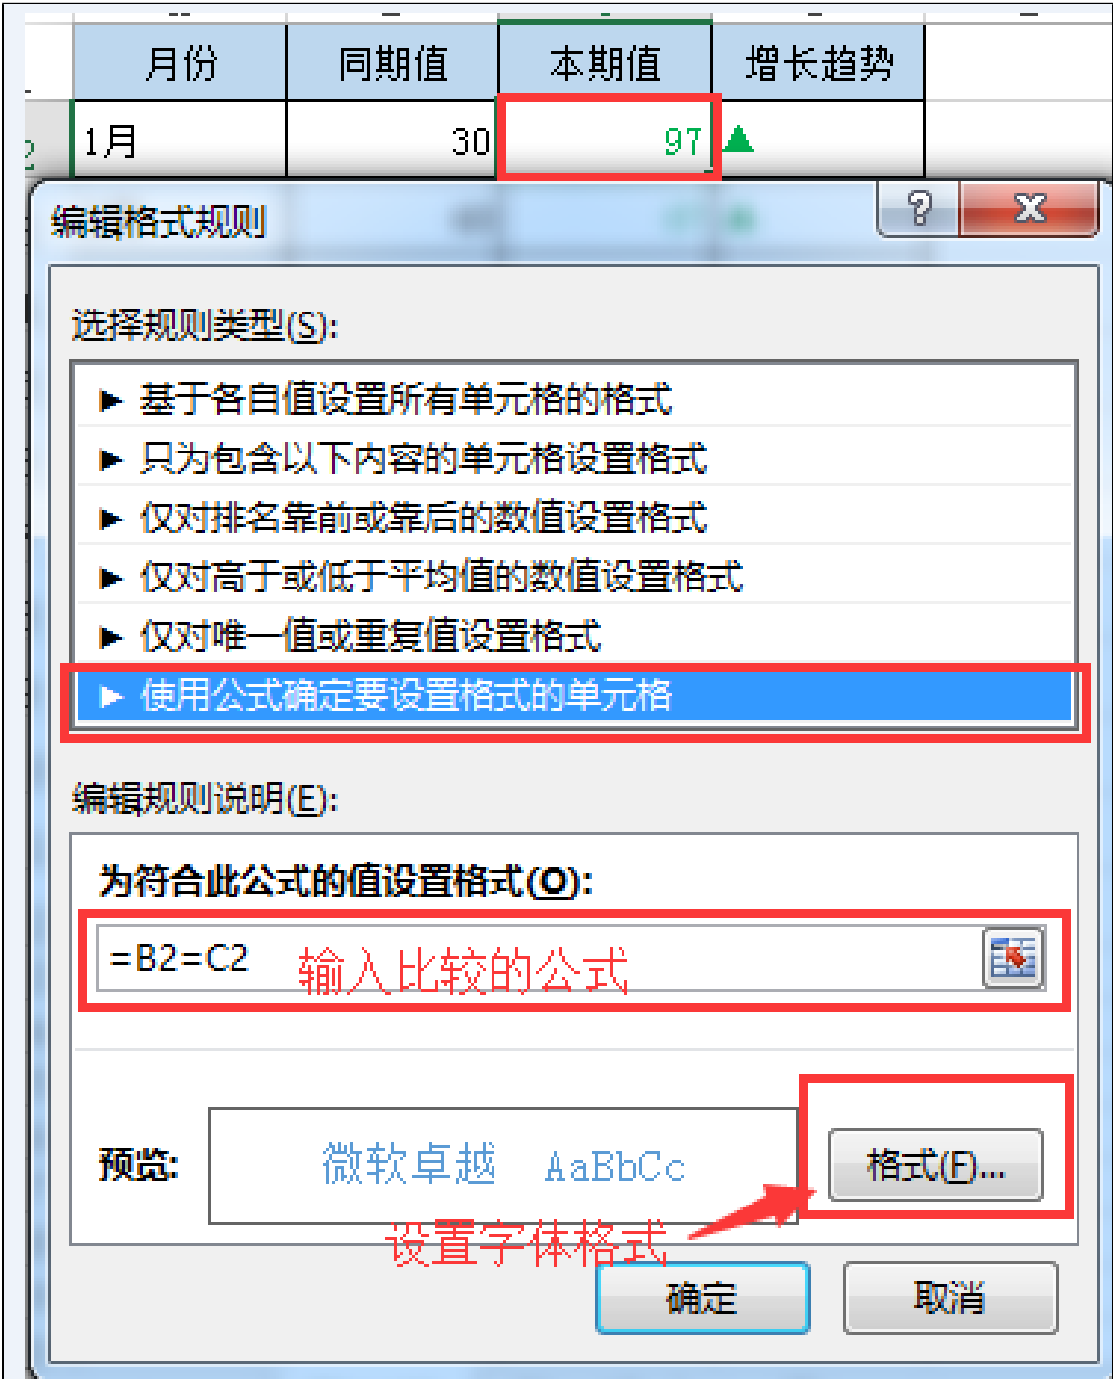 月份 同期值 本期值 增长趋势
2 1月 30 97▲
编辑格式规则
选择规则类型(S):
► 基于各自值设置所有单元格的格式
► 只为包含以下内容的单元格设置格式
► 仅对排名靠前或靠后的数值设置格式
► 仅对高于或低于平均值的数值设置格式
► 仅对唯一值或重复值设置格式
► 使用公式确定要设置格式的单元格
编辑规则说明(E):
为符合此公式的值设置格式(O):
=B2=C2 输入比较的公式
预览: 微软卓越 AaBbCc 格式(F)...
设置字体格式
确定 取消